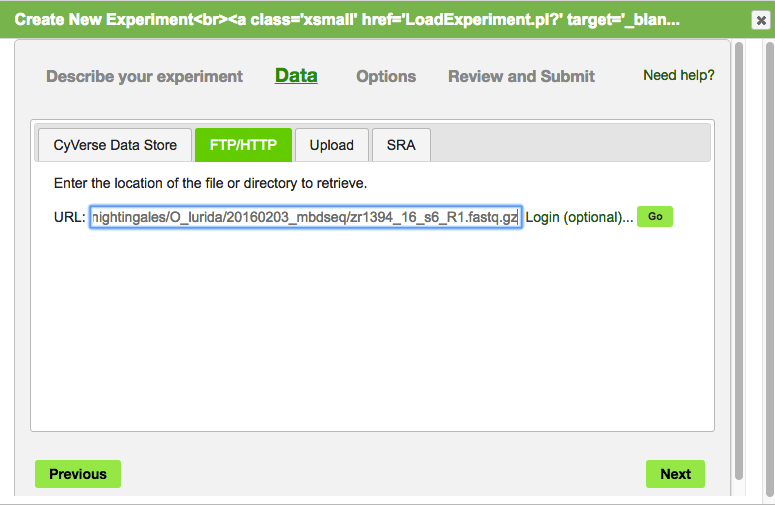 Create New Experiment<br><a class='xsmall' href='LoadExperiment.pl?' target='_blan...
Describe your experiment Data Options Review and Submit Need help?
CyVerse Data Store FTP/HTTP Upload SRA
Enter the location of the file or directory to retrieve.
URL: nightingales/O_lurida/20160203_mbdseq/zr1394_16_s6_R1.fastq.gz Login (optional)... Go
Previous Next